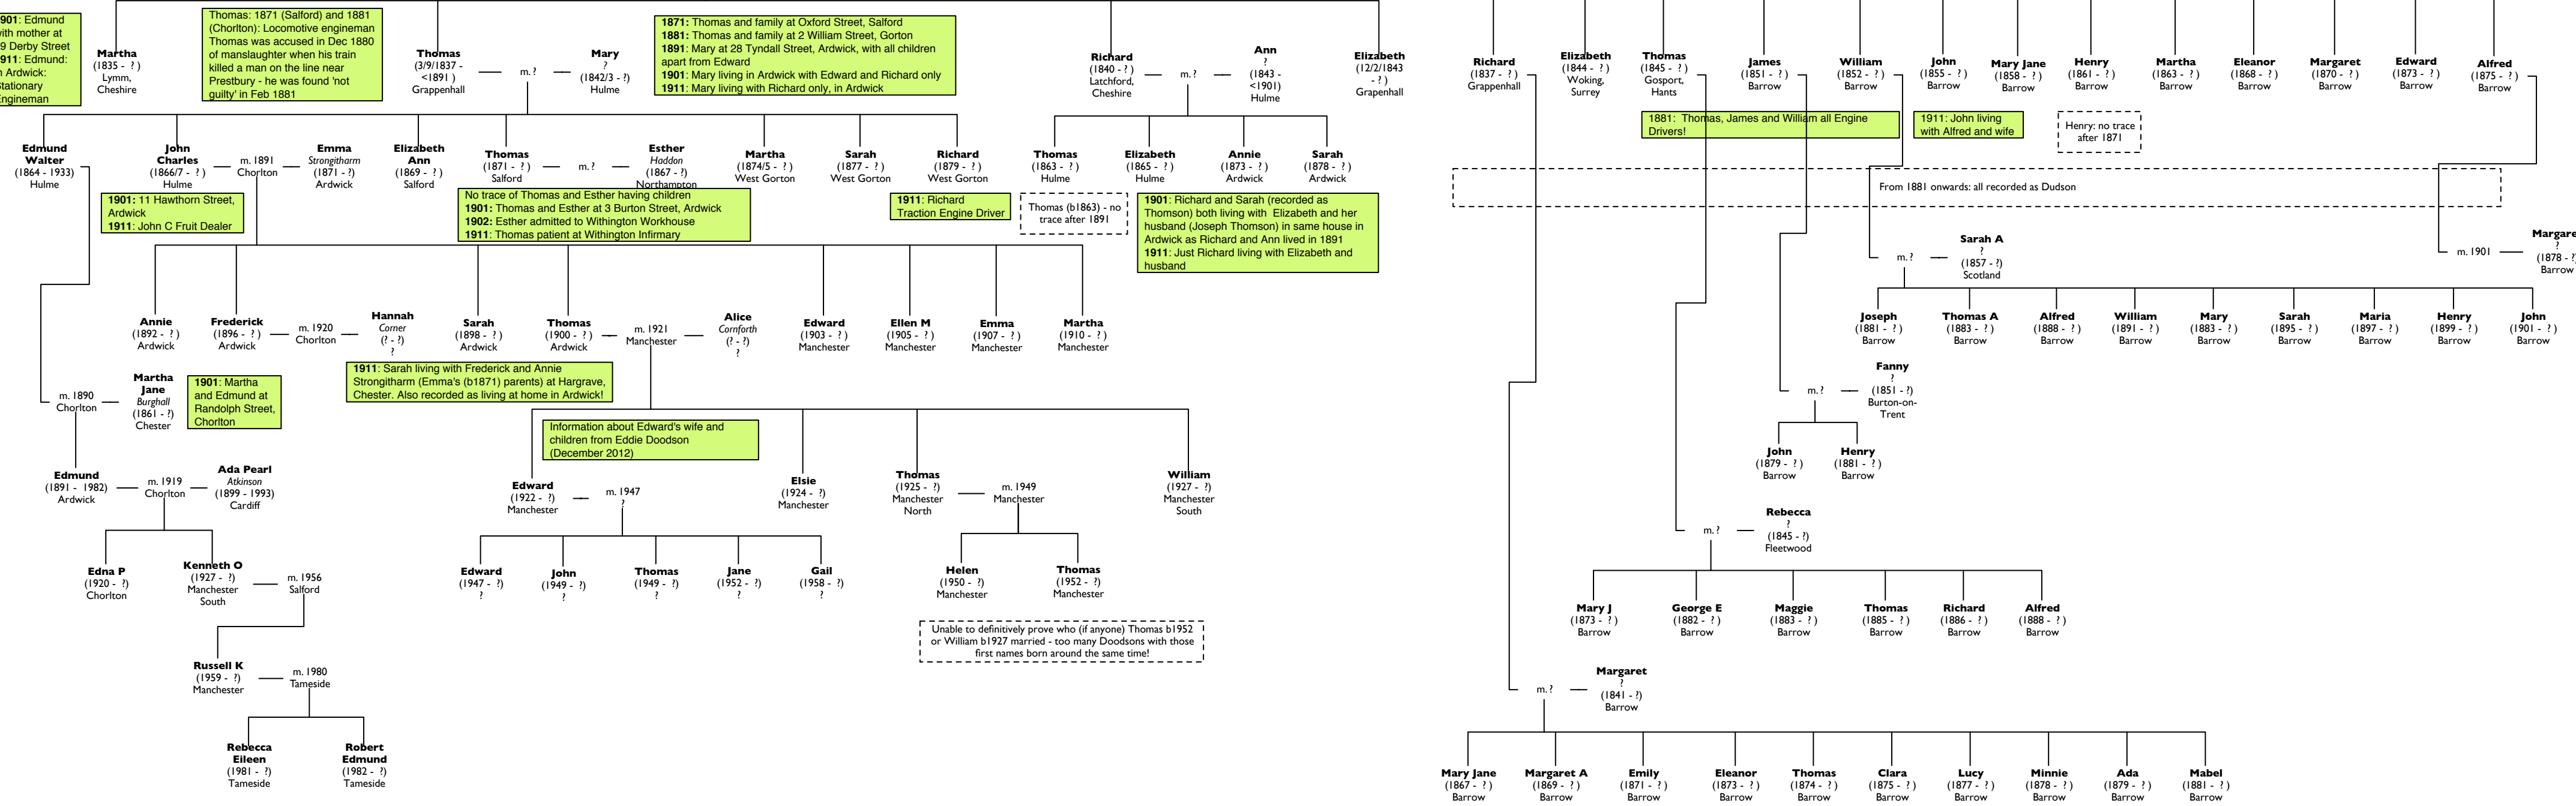 901: Edmund
ith mother at
9 Derby Street
911: Edmund:
n Ardwick:
Stationary
Engineman
Martha
(1835 - ? )
Lymm,
Cheshire
Thomas: 1871 (Salford) and 1881
(Chorlton): Locomotive engineman
Thomas was accused in Dec 1880
of manslaughter when his train
killed a man on the line near
Prestbury - he was found 'not
guilty' in Feb 1881
Thomas
(3/9/1837 -
<1891 )
Grappenhall
m. ?
Mary
?
(1842/3 - ?)
Hulme
1871: Thomas and family at Oxford Street, Salford
1881: Thomas and family at 2 William Street, Gorton
1891: Mary at 28 Tyndall Street, Ardwick, with all children
apart from Edward
1901: Mary living in Ardwick with Edward and Richard only
1911: Mary living with Richard only, in Ardwick
Richard
(1840 - ? )
Latchford,
Cheshire
m. ?
Ann
?
(1843 -
<1901)
Hulme
Elizabeth
(12/2/1843
- ? )
Grapenhall
Richard
(1837 - ? )
Grappenhall
Elizabeth
(1844 - ? )
Woking,
Surrey
Thomas
(1845 - ? )
Gosport,
Hants
James
(1851 - ? )
Barrow
William
(1852 - ? )
Barrow
John
(1855 - ? )
Barrow
Mary Jane
(1858 - ? )
Barrow
Henry
(1861 - ? )
Barrow
Martha
(1863 - ? )
Barrow
Eleanor
(1868 - ? )
Barrow
Margaret
(1870 - ? )
Barrow
Edward
(1873 - ? )
Barrow
Alfred
(1875 - ? )
Barrow
1881: Thomas, James and William all Engine
Drivers!
1911: John living
with Alfred and wife
Henry: no trace
after 1871
Edmund
Walter
(1864 - 1933)
Hulme
John
Charles
(1866/7 - ? )
Hulme
m. 1891
Chorlton
Emma
Strongitharm
(1871 - ?)
Ardwick
Elizabeth
Ann
(1869 - ? )
Salford
Thomas
(1871 - ? )
Salford
m. ?
Esther
Haddon
(1867 - ?)
Northampton
Martha
(1874/5 - ? )
West Gorton
Sarah
(1877 - ? )
West Gorton
Richard
(1879 - ? )
West Gorton
Thomas
(1863 - ? )
Hulme
Elizabeth
(1865 - ? )
Hulme
Annie
(1873 - ? )
Ardwick
Sarah
(1878 - ? )
Ardwick
1901: 11 Hawthorn Street,
Ardwick
1911: John C Fruit Dealer
No trace of Thomas and Esther having children
1901: Thomas and Esther at 3 Burton Street, Ardwick
1902: Esther admitted to Withington Workhouse
1911: Thomas patient at Withington Infirmary
1911: Richard
Traction Engine Driver
Thomas (b1863) - no
trace after 1891
1901: Richard and Sarah (recorded as
Thomson) both living with Elizabeth and her
husband (Joseph Thomson) in same house in
Ardwick as Richard and Ann lived in 1891
1911: Just Richard living with Elizabeth and
husband
From 1881 onwards: all recorded as Dudson
m. ?
Sarah A
?
(1857 - ?)
Scotland
m. 1901
Margare
?
(1878 - ?
Barrow
Annie
(1892 - ? )
Ardwick
Frederick
(1896 - ? )
Ardwick
m. 1920
Chorlton
Hannah
Corner
(? - ?)
?
Sarah
(1898 - ? )
Ardwick
Thomas
(1900 - ? )
Ardwick
m. 1921
Manchester
Alice
Cornforth
(? - ?)
?
Edward
(1903 - ? )
Manchester
Ellen M
(1905 - ? )
Manchester
Emma
(1907 - ? )
Manchester
Martha
(1910 - ? )
Manchester
Joseph
(1881 - ? )
Barrow
Thomas A
(1883 - ? )
Barrow
Alfred
(1888 - ? )
Barrow
William
(1891 - ? )
Barrow
Mary
(1883 - ? )
Barrow
Sarah
(1895 - ? )
Barrow
Maria
(1897 - ? )
Barrow
Henry
(1899 - ? )
Barrow
John
(1901 - ? )
Barrow
1911: Sarah living with Frederick and Annie
Strongitharm (Emma's (b1871) parents) at Hargrave,
Chester. Also recorded as living at home in Ardwick!
m. 1890
Chorlton
Martha
Jane
Burghall
(1861 - ?)
Chester
1901: Martha
and Edmund at
Randolph Street,
Chorlton
m. ?
Fanny
?
(1851 - ?)
Burton-on-
Trent
Information about Edward's wife and
children from Eddie Doodson
(December 2012)
John
(1879 - ? )
Barrow
Henry
(1881 - ? )
Barrow
Edmund
(1891 - 1982)
Ardwick
m. 1919
Chorlton
Ada Pearl
Atkinson
(1899 - 1993)
Cardiff
Edward
(1922 - ?)
Manchester
m. 1947
?
Elsie
(1924 - ?)
Manchester
Thomas
(1925 - ?)
Manchester
North
m. 1949
Manchester
William
(1927 - ?)
Manchester
South
m. ?
Rebecca
?
(1845 - ?)
Fleetwood
Edna P
(1920 - ?)
Chorlton
Kenneth O
(1927 - ?)
Manchester
South
m. 1956
Salford
Edward
(1947 - ?)
?
John
(1949 - ?)
?
Thomas
(1949 - ?)
?
Jane
(1952 - ?)
?
Gail
(1958 - ?)
?
Helen
(1950 - ?)
Manchester
Thomas
(1952 - ?)
Manchester
Mary J
(1873 - ? )
Barrow
George E
(1882 - ? )
Barrow
Maggie
(1883 - ? )
Barrow
Thomas
(1885 - ? )
Barrow
Richard
(1886 - ? )
Barrow
Alfred
(1888 - ? )
Barrow
Unable to definitively prove who (if anyone) Thomas b1952
or William b1927 married - too many Doodsons with those
first names born around the same time!
Russell K
(1959 - ?)
Manchester
m. 1980
Tameside
m. ?
Margaret
?
(1841 - ?)
Barrow
Rebecca
Eileen
(1981 - ?)
Tameside
Robert
Edmund
(1982 - ?)
Tameside
Mary Jane
(1867 - ? )
Barrow
Margaret A
(1869 - ? )
Barrow
Emily
(1871 - ? )
Barrow
Eleanor
(1873 - ? )
Barrow
Thomas
(1874 - ? )
Barrow
Clara
(1875 - ? )
Barrow
Lucy
(1877 - ? )
Barrow
Minnie
(1878 - ? )
Barrow
Ada
(1879 - ? )
Barrow
Mabel
(1881 - ? )
Barrow